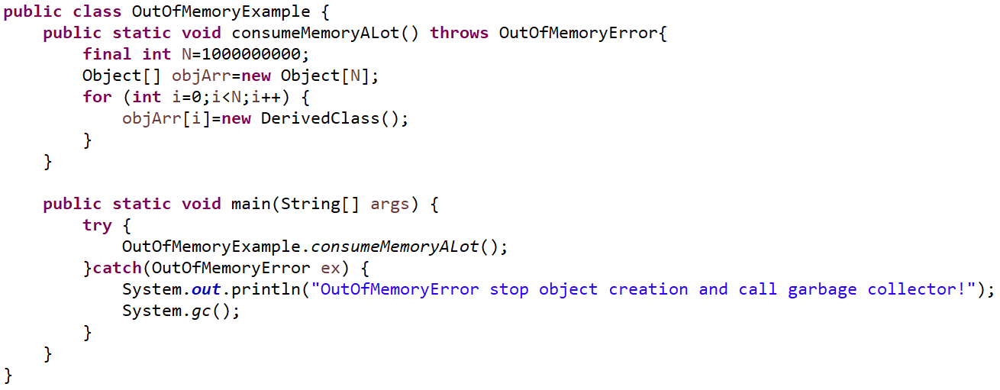 public class OutOfMemoryExample {
    public static void consumeMemoryALot() throws OutOfMemoryError{
        final int N=1000000000;
        Object[] objArr=new Object[N];
        for (int i=0;i<N;i++) {
            objArr[i]=new DerivedClass();
        }
    }

    public static void main(String[] args) {
        try {
            OutOfMemoryExample.consumeMemoryALot();
        }catch(OutOfMemoryError ex) {
            System.out.println("OutOfMemoryError stop object creation and call garbage collector!");
            System.gc();
        }
    }
}